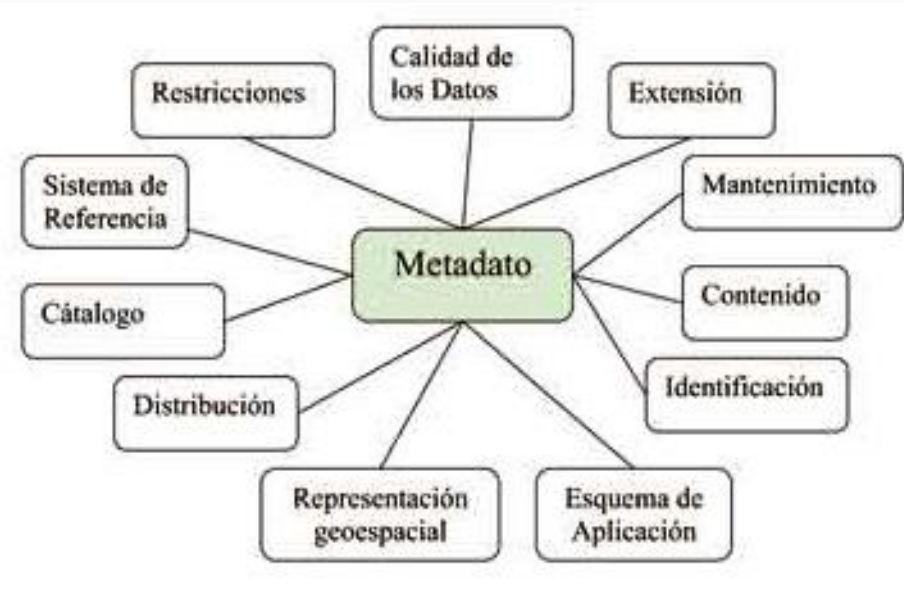 Calidad de
los Datos
Restricciones
Extensión
Sistema de
Referencia
Mantenimiento
Metadato
Contenido
Cátalogo
Identificación
Distribución
Representación
geoespacial
Esquema de
Aplicación